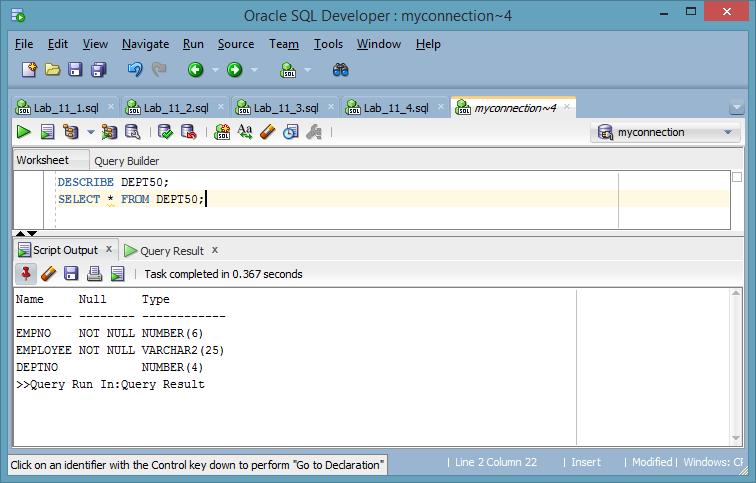 Oracle SQL Developer : myconnection~4
File Edit View Navigate Run Source Team Tools Window Help
Lab_11_1.sql Lab_11_2.sql Lab_11_3.sql Lab_11_4.sql myconnection~4
myconnection
Worksheet Query Builder
DESCRIBE DEPT50;
SELECT * FROM DEPT50;
Script Output x Query Result x
Task completed in 0.367 seconds
Name Null Type
-------- -------- ------------
EMPNO NOT NULL NUMBER(6)
EMPLOYEE NOT NULL VARCHAR2(25)
DEPTNO NUMBER(4)
>>Query Run In:Query Result
Click on an identifier with the Control key down to perform "Go to Declaration" | Line 2 Column 22 | Insert | Modified | Windows: CF